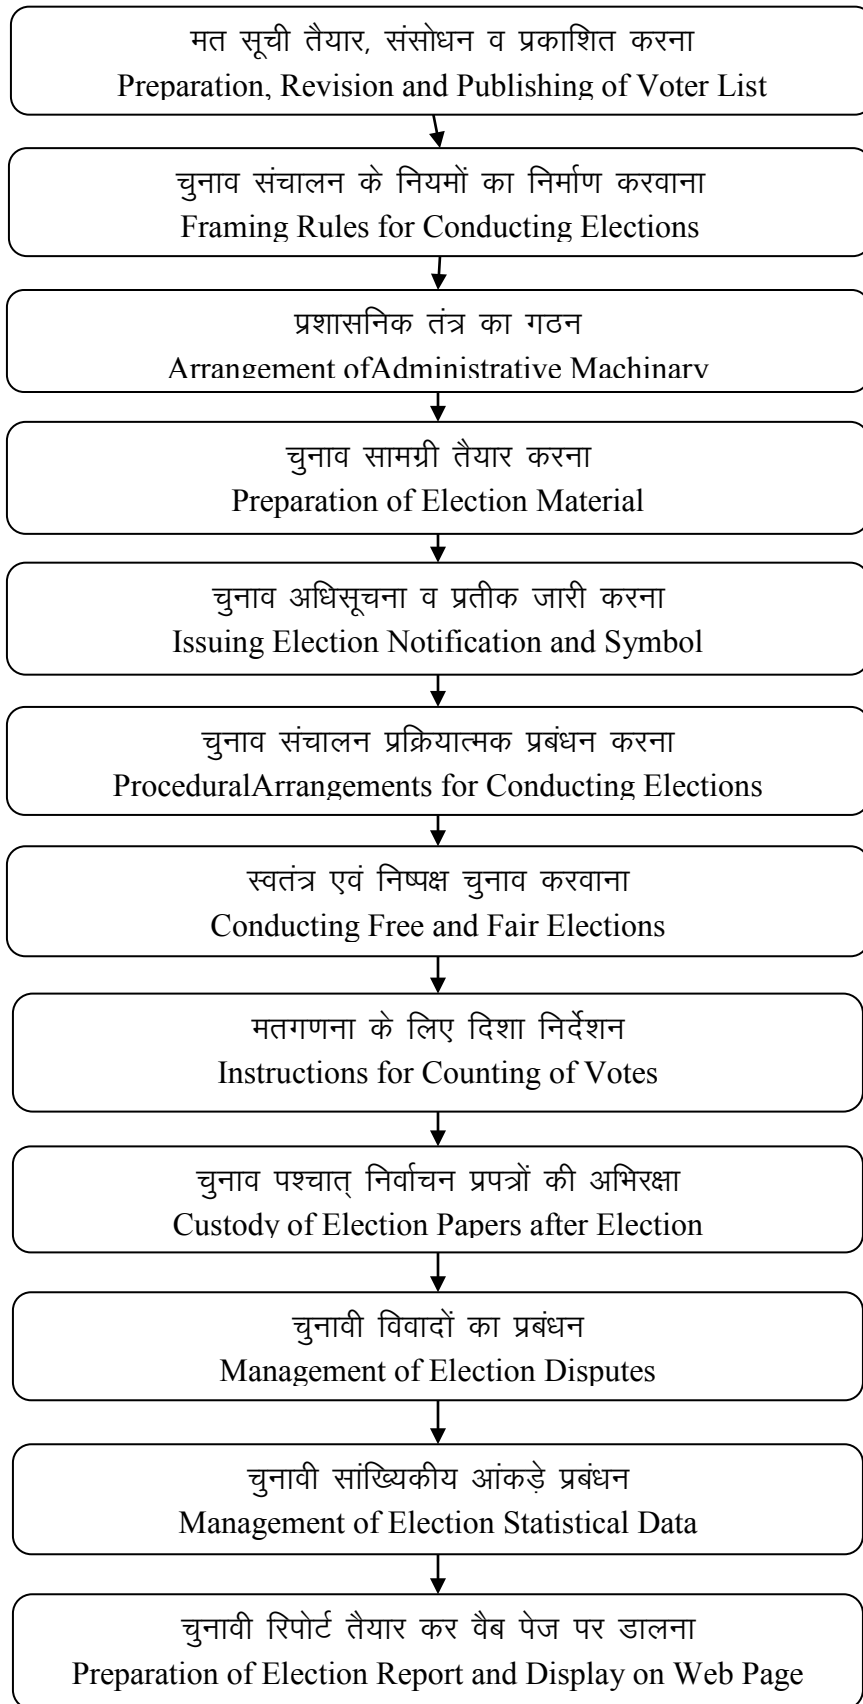 मत सूची तैयार, संसोधन व प्रकाशित करना
Preparation, Revision and Publishing of Voter List
चुनाव संचालन के नियमों का निर्माण करवाना
Framing Rules for Conducting Elections
प्रशासनिक तंत्र का गठन
Arrangement ofAdministrative Machinary
चुनाव सामग्री तैयार करना
Preparation of Election Material
चुनाव अधिसूचना व प्रतीक जारी करना
Issuing Election Notification and Symbol
चुनाव संचालन प्रक्रियात्मक प्रबंधन करना
ProceduralArrangements for Conducting Elections
स्वतंत्र एवं निष्पक्ष चुनाव करवाना
Conducting Free and Fair Elections
मतगणना के लिए दिशा निर्देशन
Instructions for Counting of Votes
चुनाव पश्चात् निर्वाचन प्रपत्रों की अभिरक्षा
Custody of Election Papers after Election
चुनावी विवादों का प्रबंधन
Management of Election Disputes
चुनावी सांख्यिकीय आंकड़े प्रबंधन
Management of Election Statistical Data
चुनावी रिपोर्ट तैयार कर वैब पेज पर डालना
Preparation of Election Report and Display on Web Page